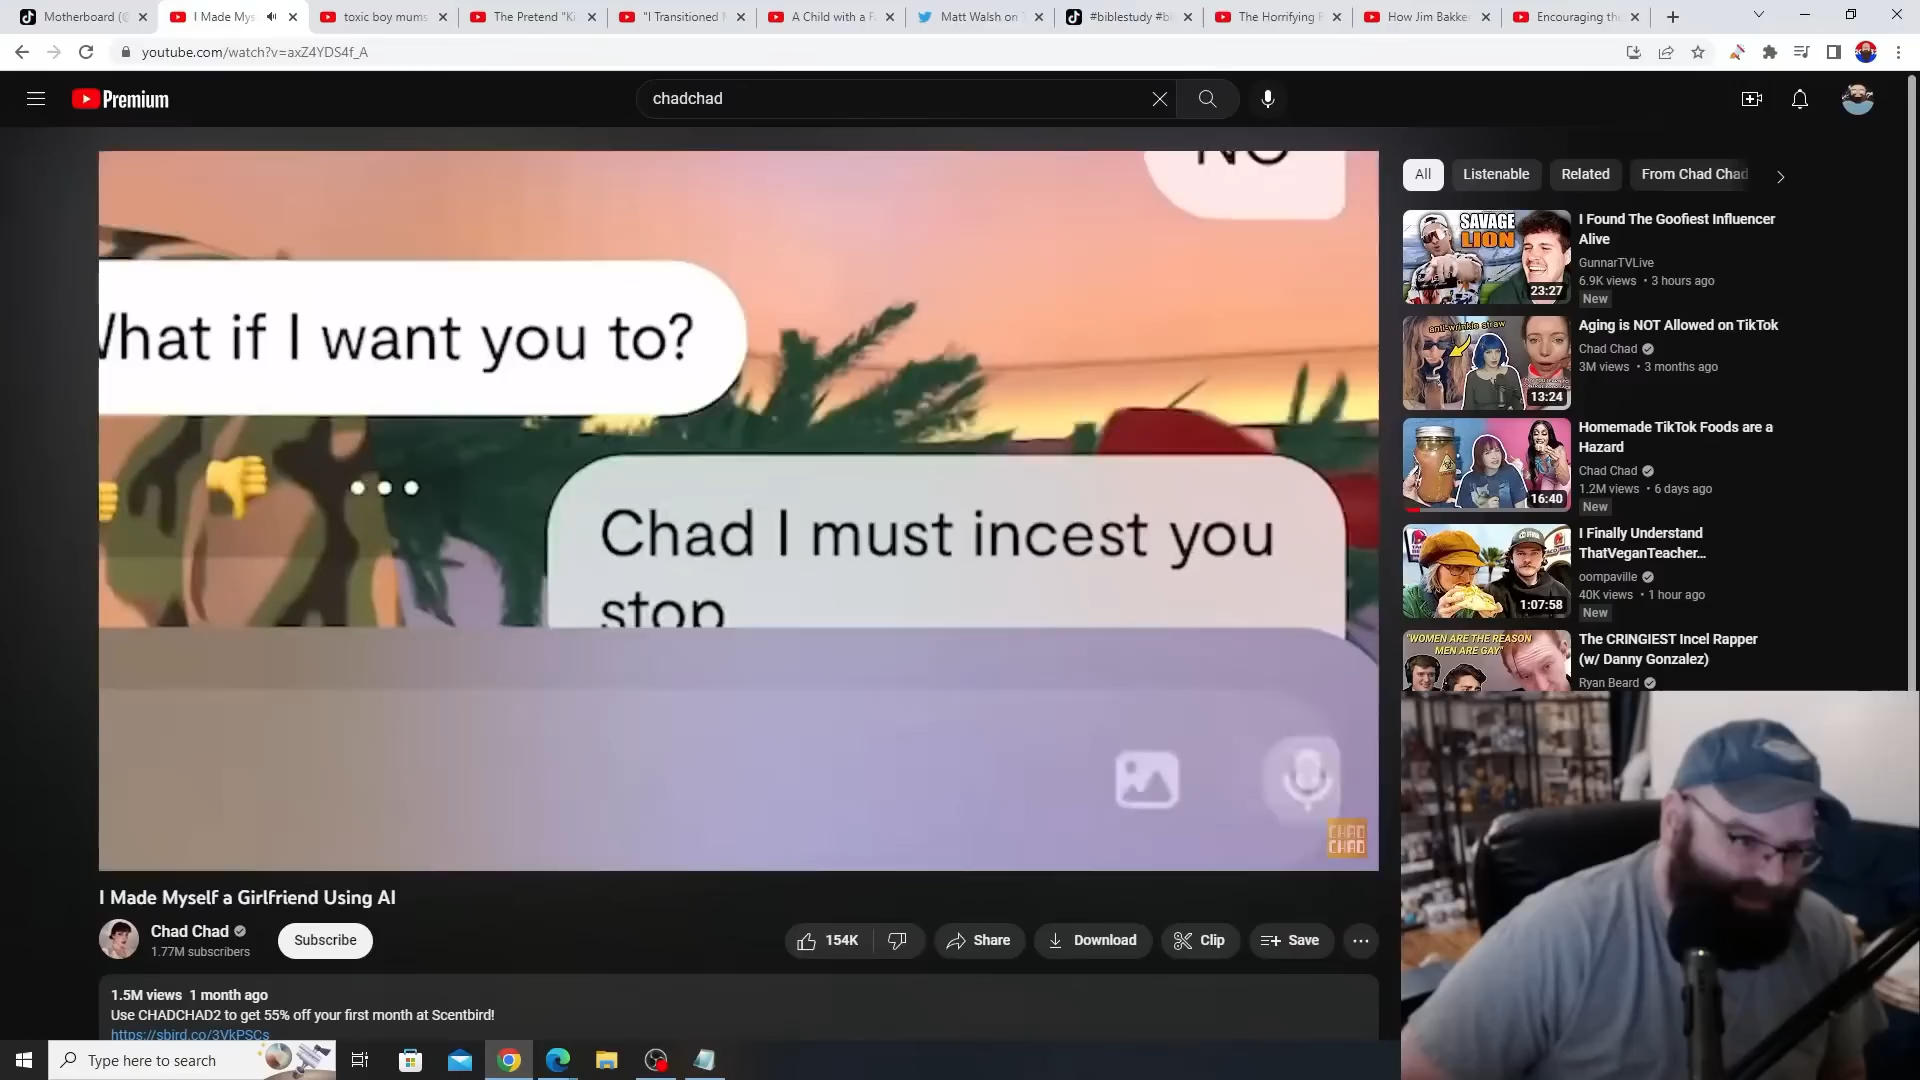 Motherboard (@
I Made Mys
toxic boy mums
The Pretend "Ki
"I Transitioned
A Child with a F
Matt Walsh on
#biblestudy #bi
The Horrifying
How Jim Bakke
Encouraging th
youtube.com/watch?v=axZ4YDS4f_A
Premium
chadchad
NO
What if I want you to?
Chad I must incest you
stop
CHAD
CHAD
I Made Myself a Girlfriend Using AI
Chad Chad
1.77M subscribers
Subscribe
154K
Share
Download
Clip
Save
1.5M views 1 month ago
Use CHADCHAD2 to get 55% off your first month at Scentbird!
https://sbird.co/3VkPSCs
All
Listenable
Related
From Chad Chad
SAVAGE
LION
23:27
I Found The Goofiest Influencer
Alive
GunnarTVLive
6.9K views • 3 hours ago
New
anti-wrinkle straw
13:24
Aging is NOT Allowed on TikTok
Chad Chad
3M views • 3 months ago
16:40
Homemade TikTok Foods are a
Hazard
Chad Chad
1.2M views • 6 days ago
New
1:07:58
I Finally Understand
ThatVeganTeacher...
oompaville
40K views • 1 hour ago
New
"WOMEN ARE THE REASON
MEN ARE GAY"
The CRINGIEST Incel Rapper
(w/ Danny Gonzalez)
Ryan Beard
Type here to search